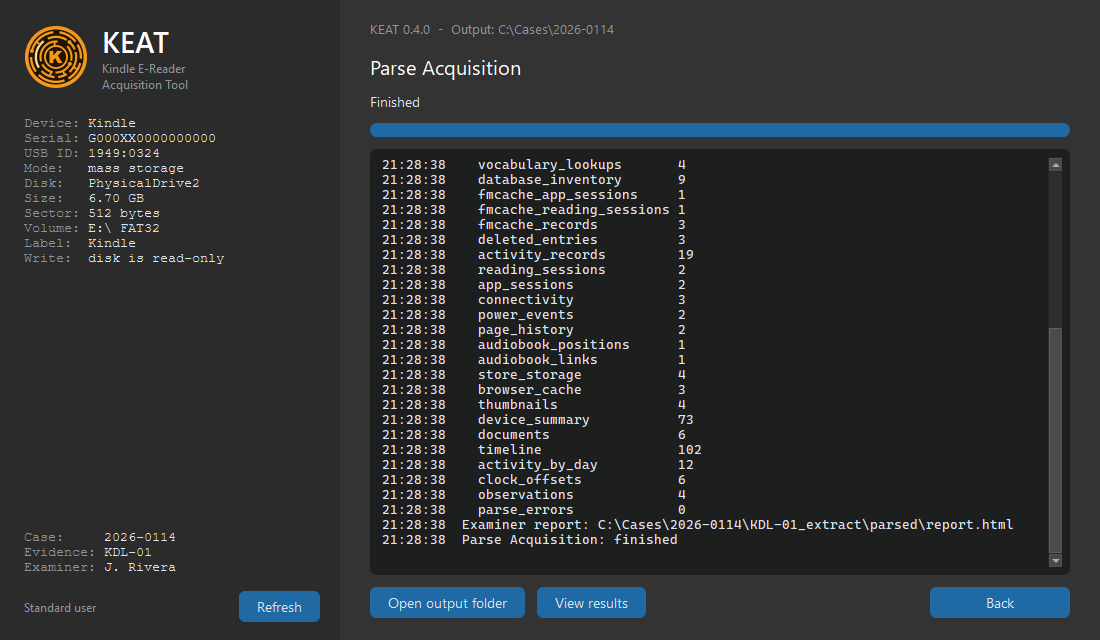 K
KEAT
Kindle E-Reader
Acquisition Tool
Device: Kindle
Serial: G000XX0000000000
USB ID: 1949:0324
Mode: mass storage
Disk: PhysicalDrive2
Size: 6.70 GB
Sector: 512 bytes
Volume: E:\ FAT32
Label: Kindle
Write: disk is read-only
Case: 2026-0114
Evidence: KDL-01
Examiner: J. Rivera
Standard user
Refresh
KEAT 0.4.0 - Output: C:\Cases\2026-0114
Parse Acquisition
Finished
21:28:38 vocabulary_lookups 4
21:28:38 database_inventory 9
21:28:38 fmcache_app_sessions 1
21:28:38 fmcache_reading_sessions 1
21:28:38 fmcache_records 3
21:28:38 deleted_entries 3
21:28:38 activity_records 19
21:28:38 reading_sessions 2
21:28:38 app_sessions 2
21:28:38 connectivity 3
21:28:38 power_events 2
21:28:38 page_history 2
21:28:38 audiobook_positions 1
21:28:38 audiobook_links 1
21:28:38 store_storage 4
21:28:38 browser_cache 3
21:28:38 thumbnails 4
21:28:38 device_summary 73
21:28:38 documents 6
21:28:38 timeline 102
21:28:38 activity_by_day 12
21:28:38 clock_offsets 6
21:28:38 observations 4
21:28:38 parse_errors 0
21:28:38 Examiner report: C:\Cases\2026-0114\KDL-01_extract\parsed\report.html
21:28:38 Parse Acquisition: finished
Open output folder
View results
Back